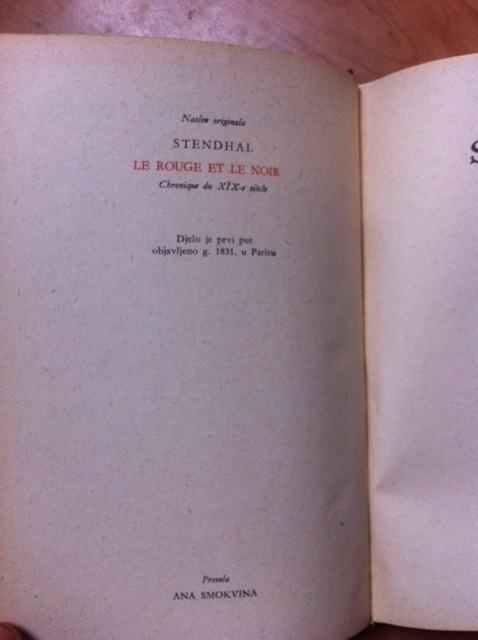 Naslov originala
STENDHAL
LE ROUGE ET LE NOIR
Chronique du XIX-e siècle
Djelo je prvi put
objavljeno g. 1831. u Parizu
Prevela
ANA SMOKVINA
S